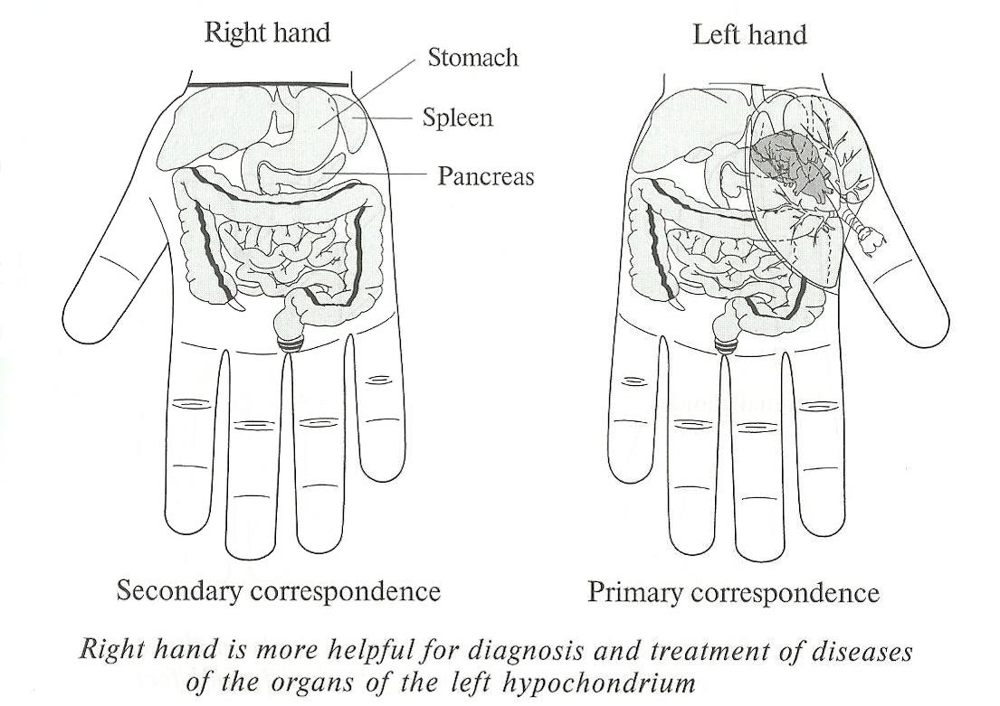 Right hand
Left hand
Stomach
Spleen
Pancreas
Secondary correspondence
Primary correspondence
Right hand is more helpful for diagnosis and treatment of diseases
of the organs of the left hypochondrium